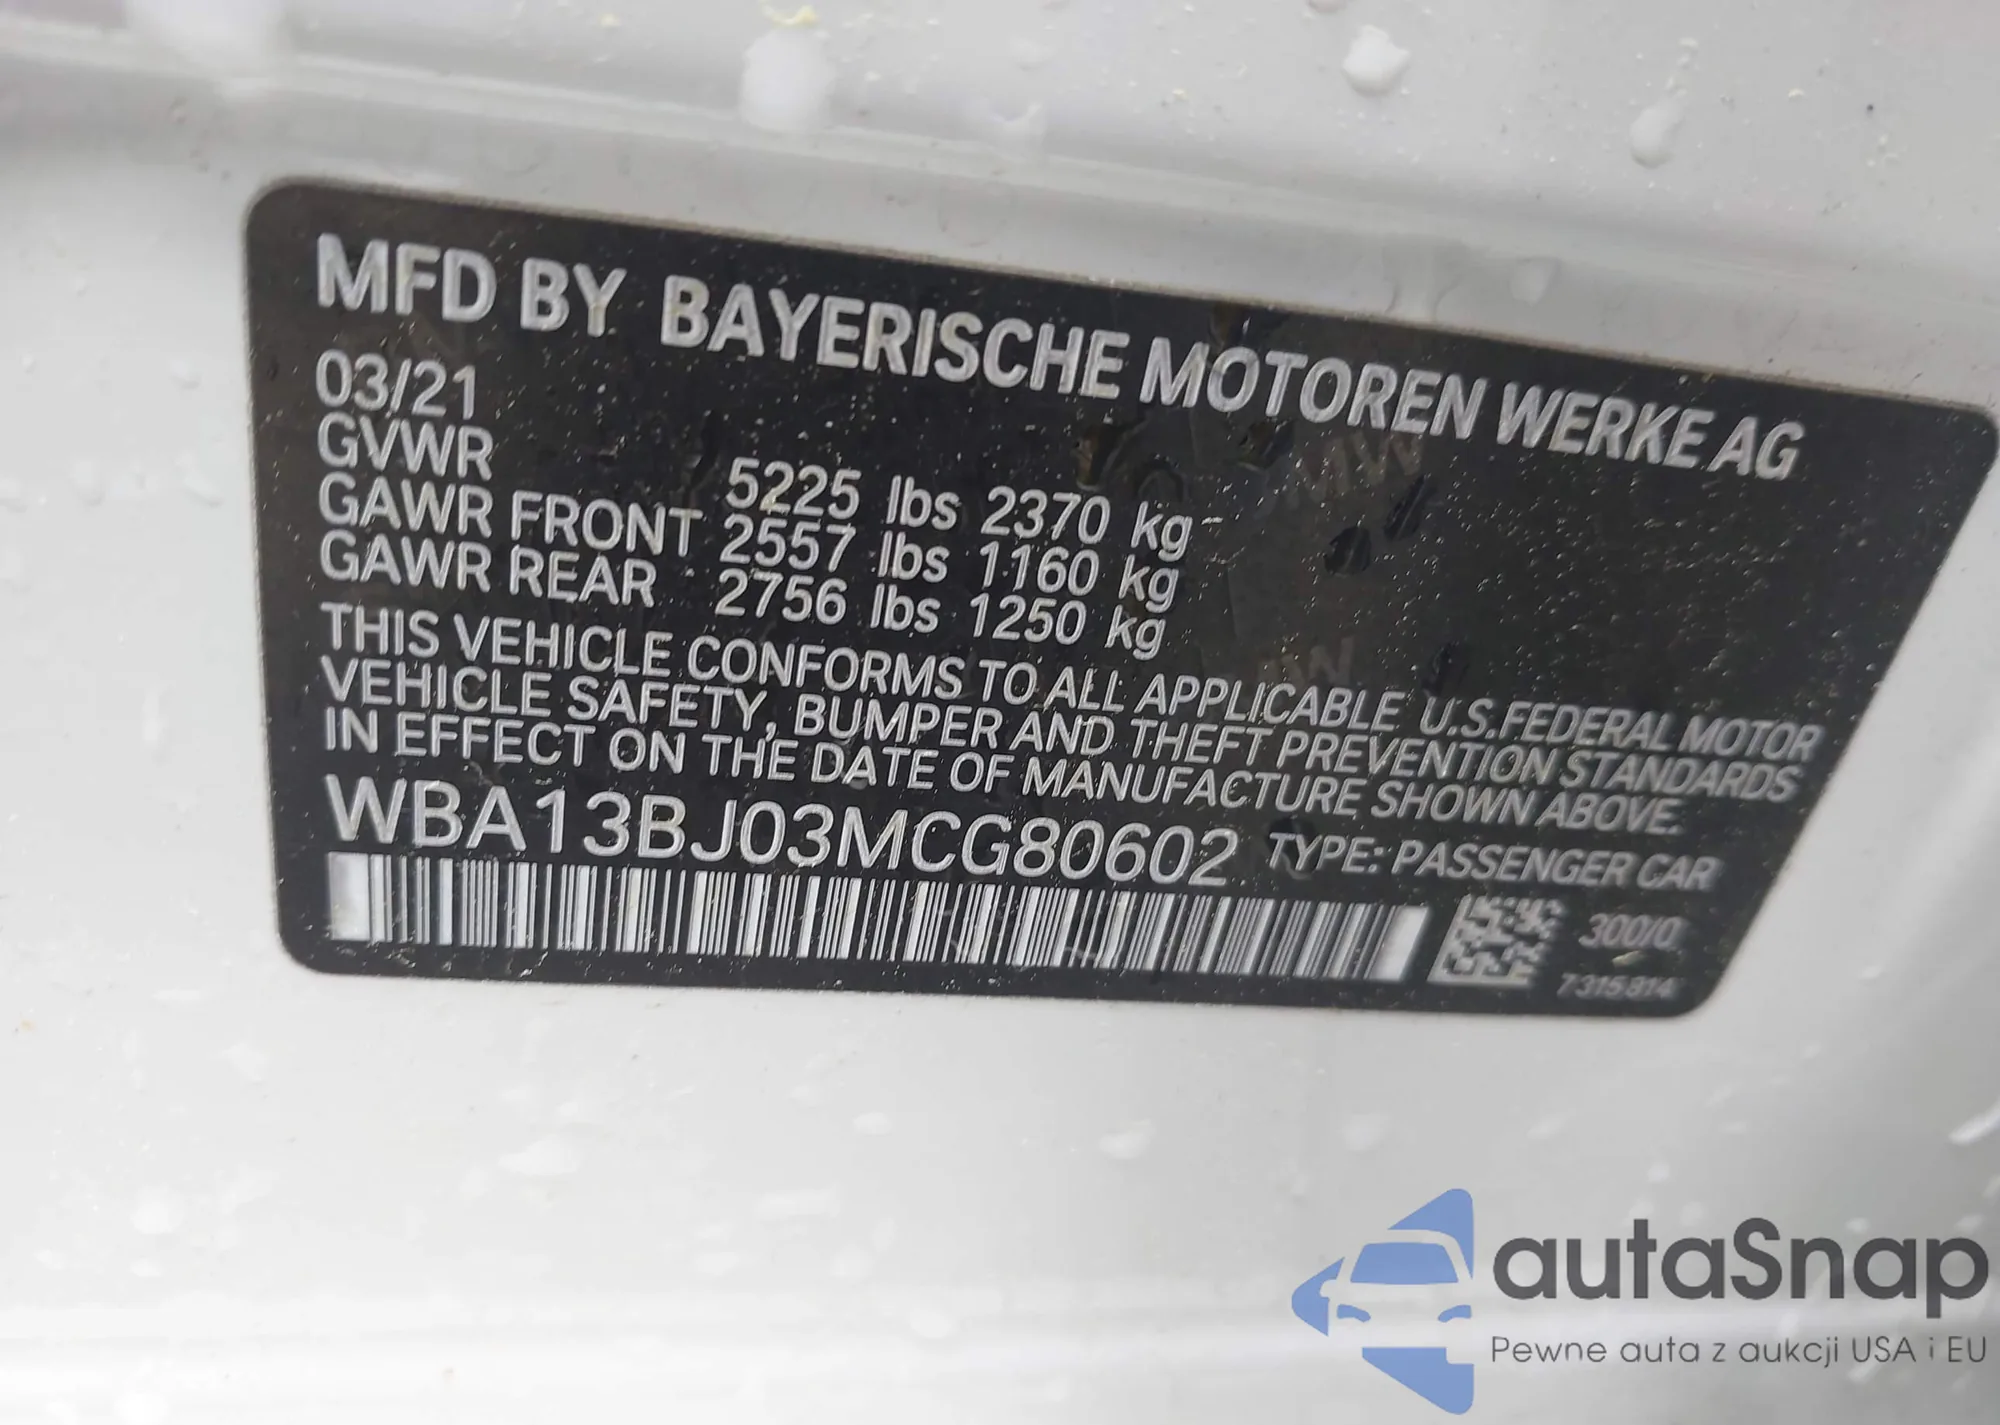 MFD BY BAYERISCHE MOTOREN WERKE AG
03/21
GVWR 5225 lbs 2370 kg
GAWR FRONT 2557 lbs 1160 kg
GAWR REAR 2756 lbs 1250 kg
THIS VEHICLE CONFORMS TO ALL APPLICABLE U.S.FEDERAL MOTOR
VEHICLE SAFETY, BUMPER AND THEFT PREVENTION STANDARDS
IN EFFECT ON THE DATE OF MANUFACTURE SHOWN ABOVE.
WBA13BJ03MCG80602 TYPE: PASSENGER CAR
300/0
7 315 814
autaSnap
Pewne auta z aukcji USA i EU